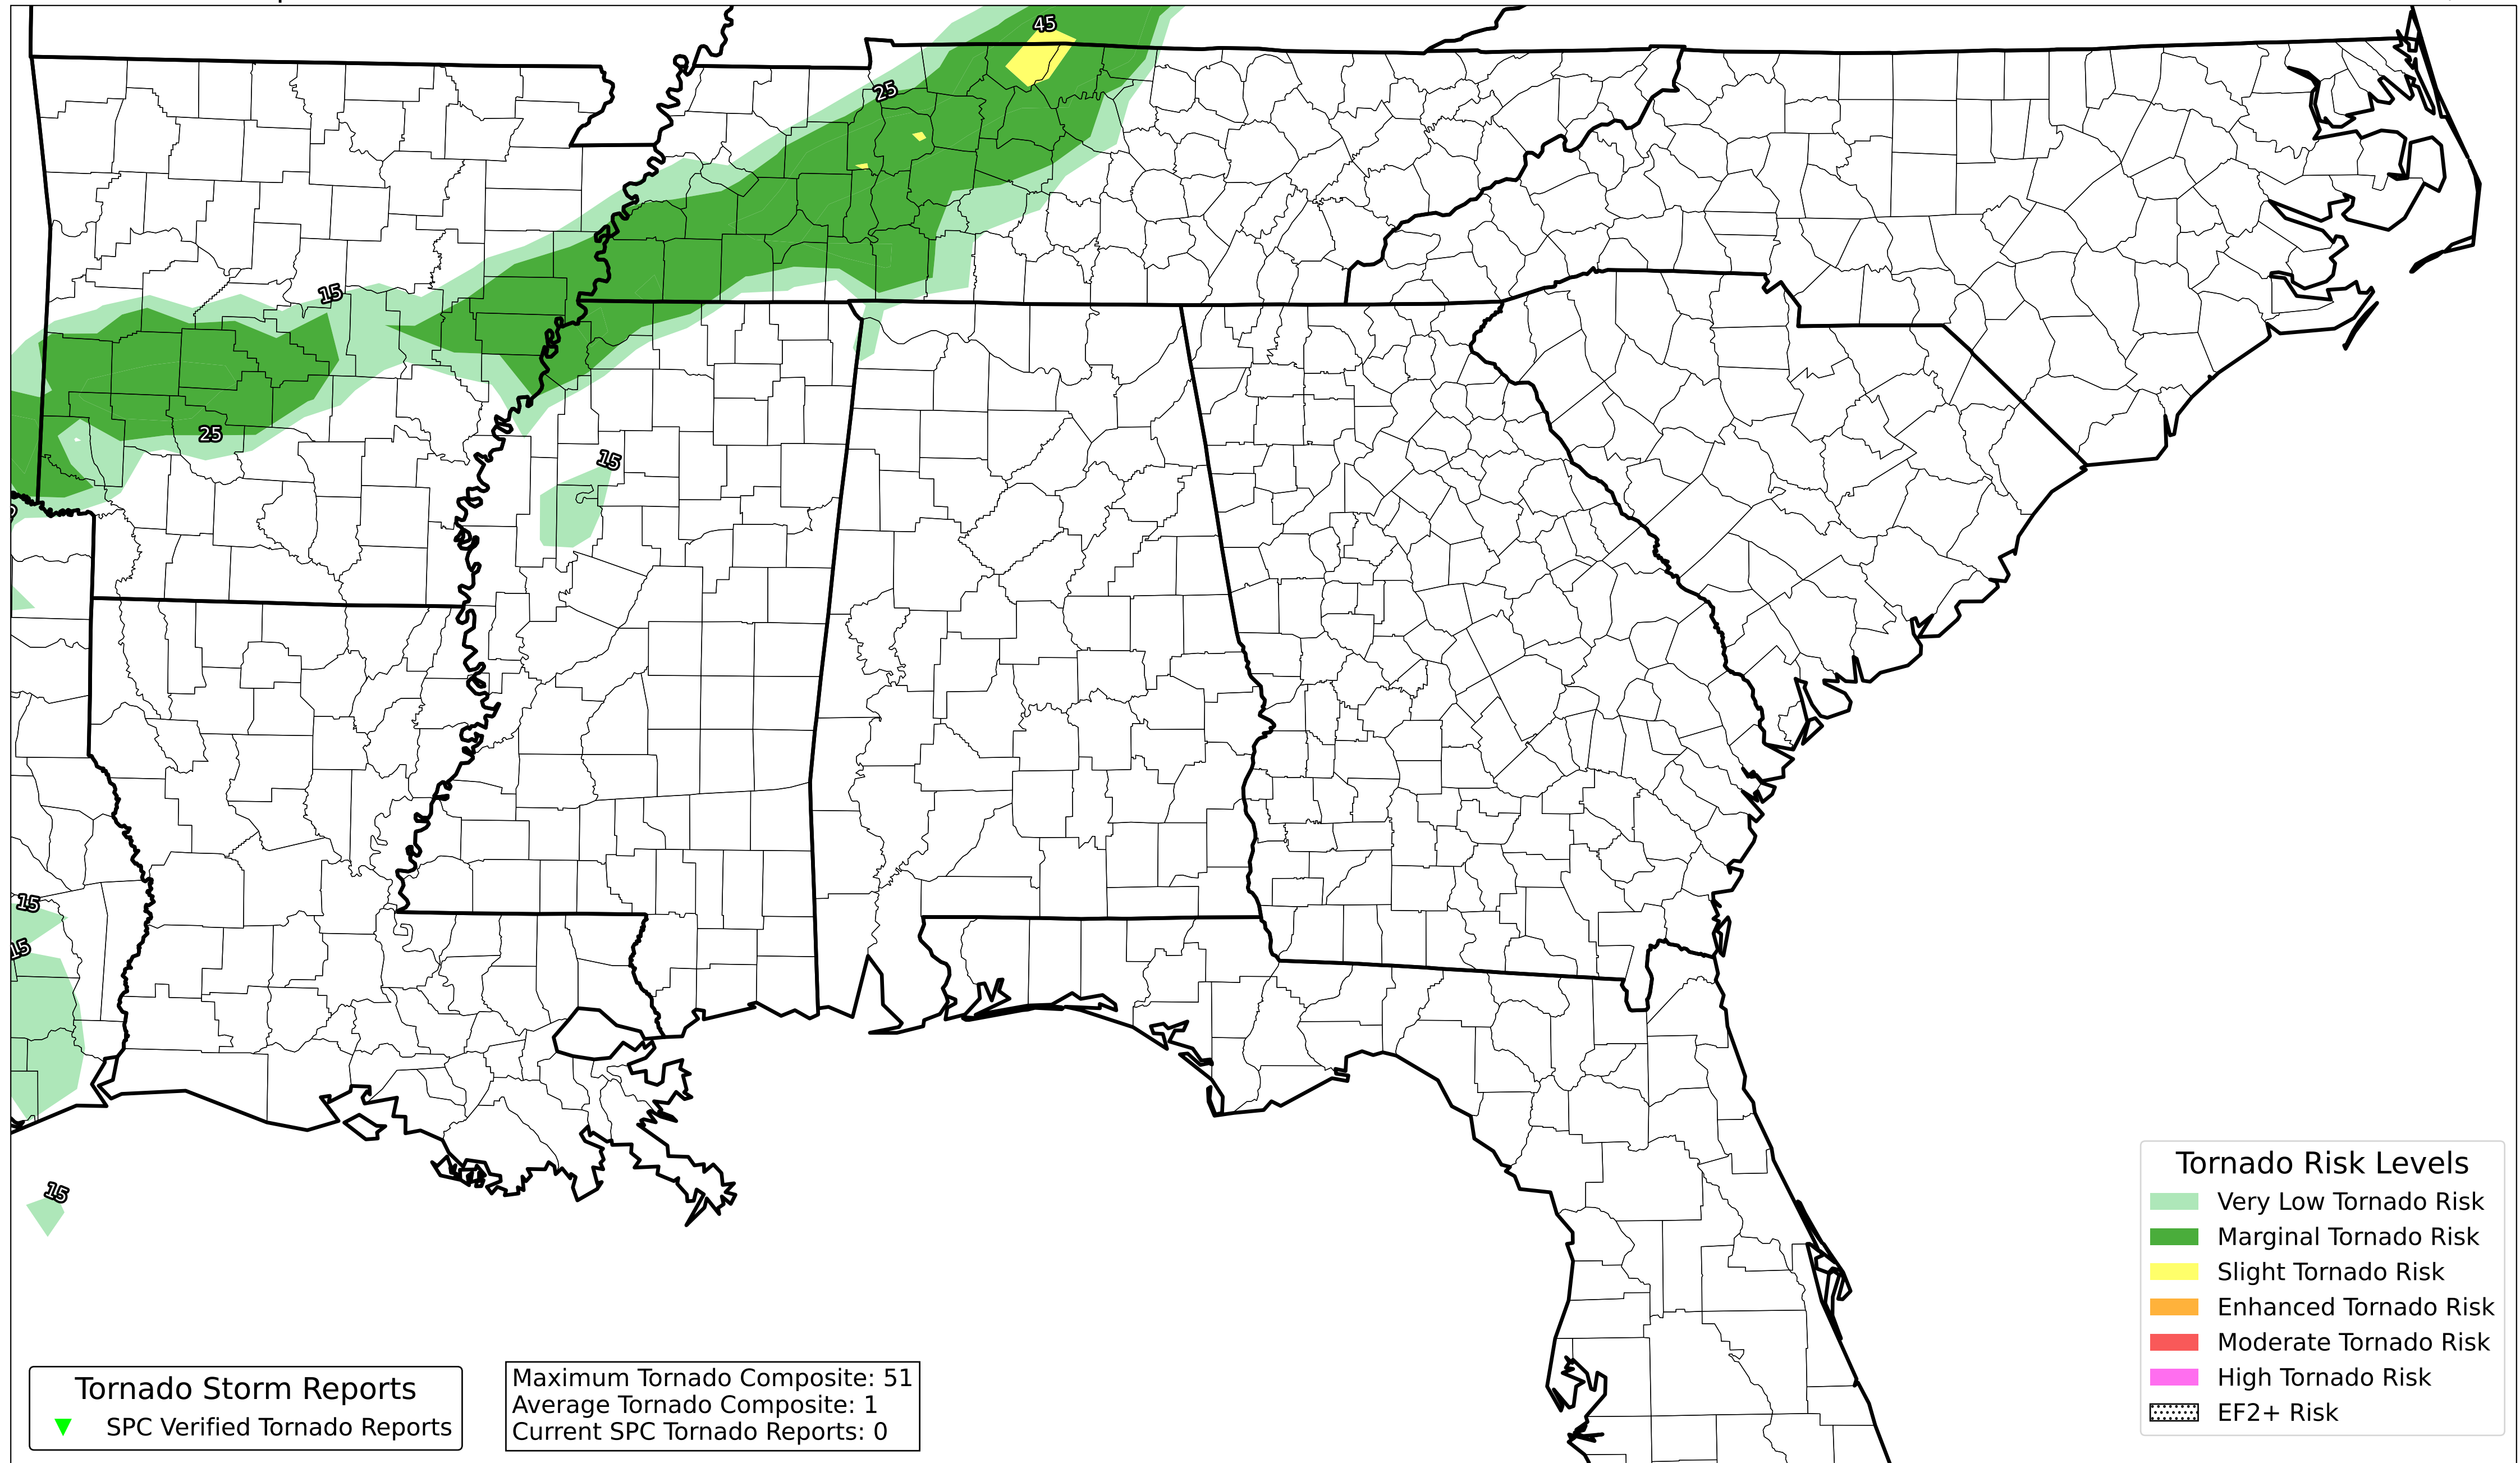 45
25
15
25
15
15
15
Tornado Risk Levels
Very Low Tornado Risk
Marginal Tornado Risk
Slight Tornado Risk
Enhanced Tornado Risk
Moderate Tornado Risk
High Tornado Risk
EF2+ Risk
15
Tornado Storm Reports
SPC Verified Tornado Reports
Maximum Tornado Composite: 51
Average Tornado Composite: 1
Current SPC Tornado Reports: 0